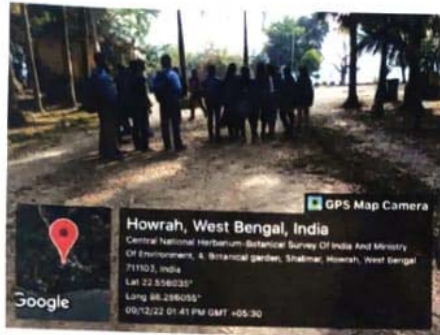 GPS Map Camera
Howrah, West Bengal, India
Central National Herbarium-Botanical Survey Of India And Ministry
Of Environment, 4, Botanical garden, Shalimar, Howrah, West Bengal
711103, India
Lat 22.558035°
Long 88.286055°
09/12/22 01:41 PM GMT +05:30
Google